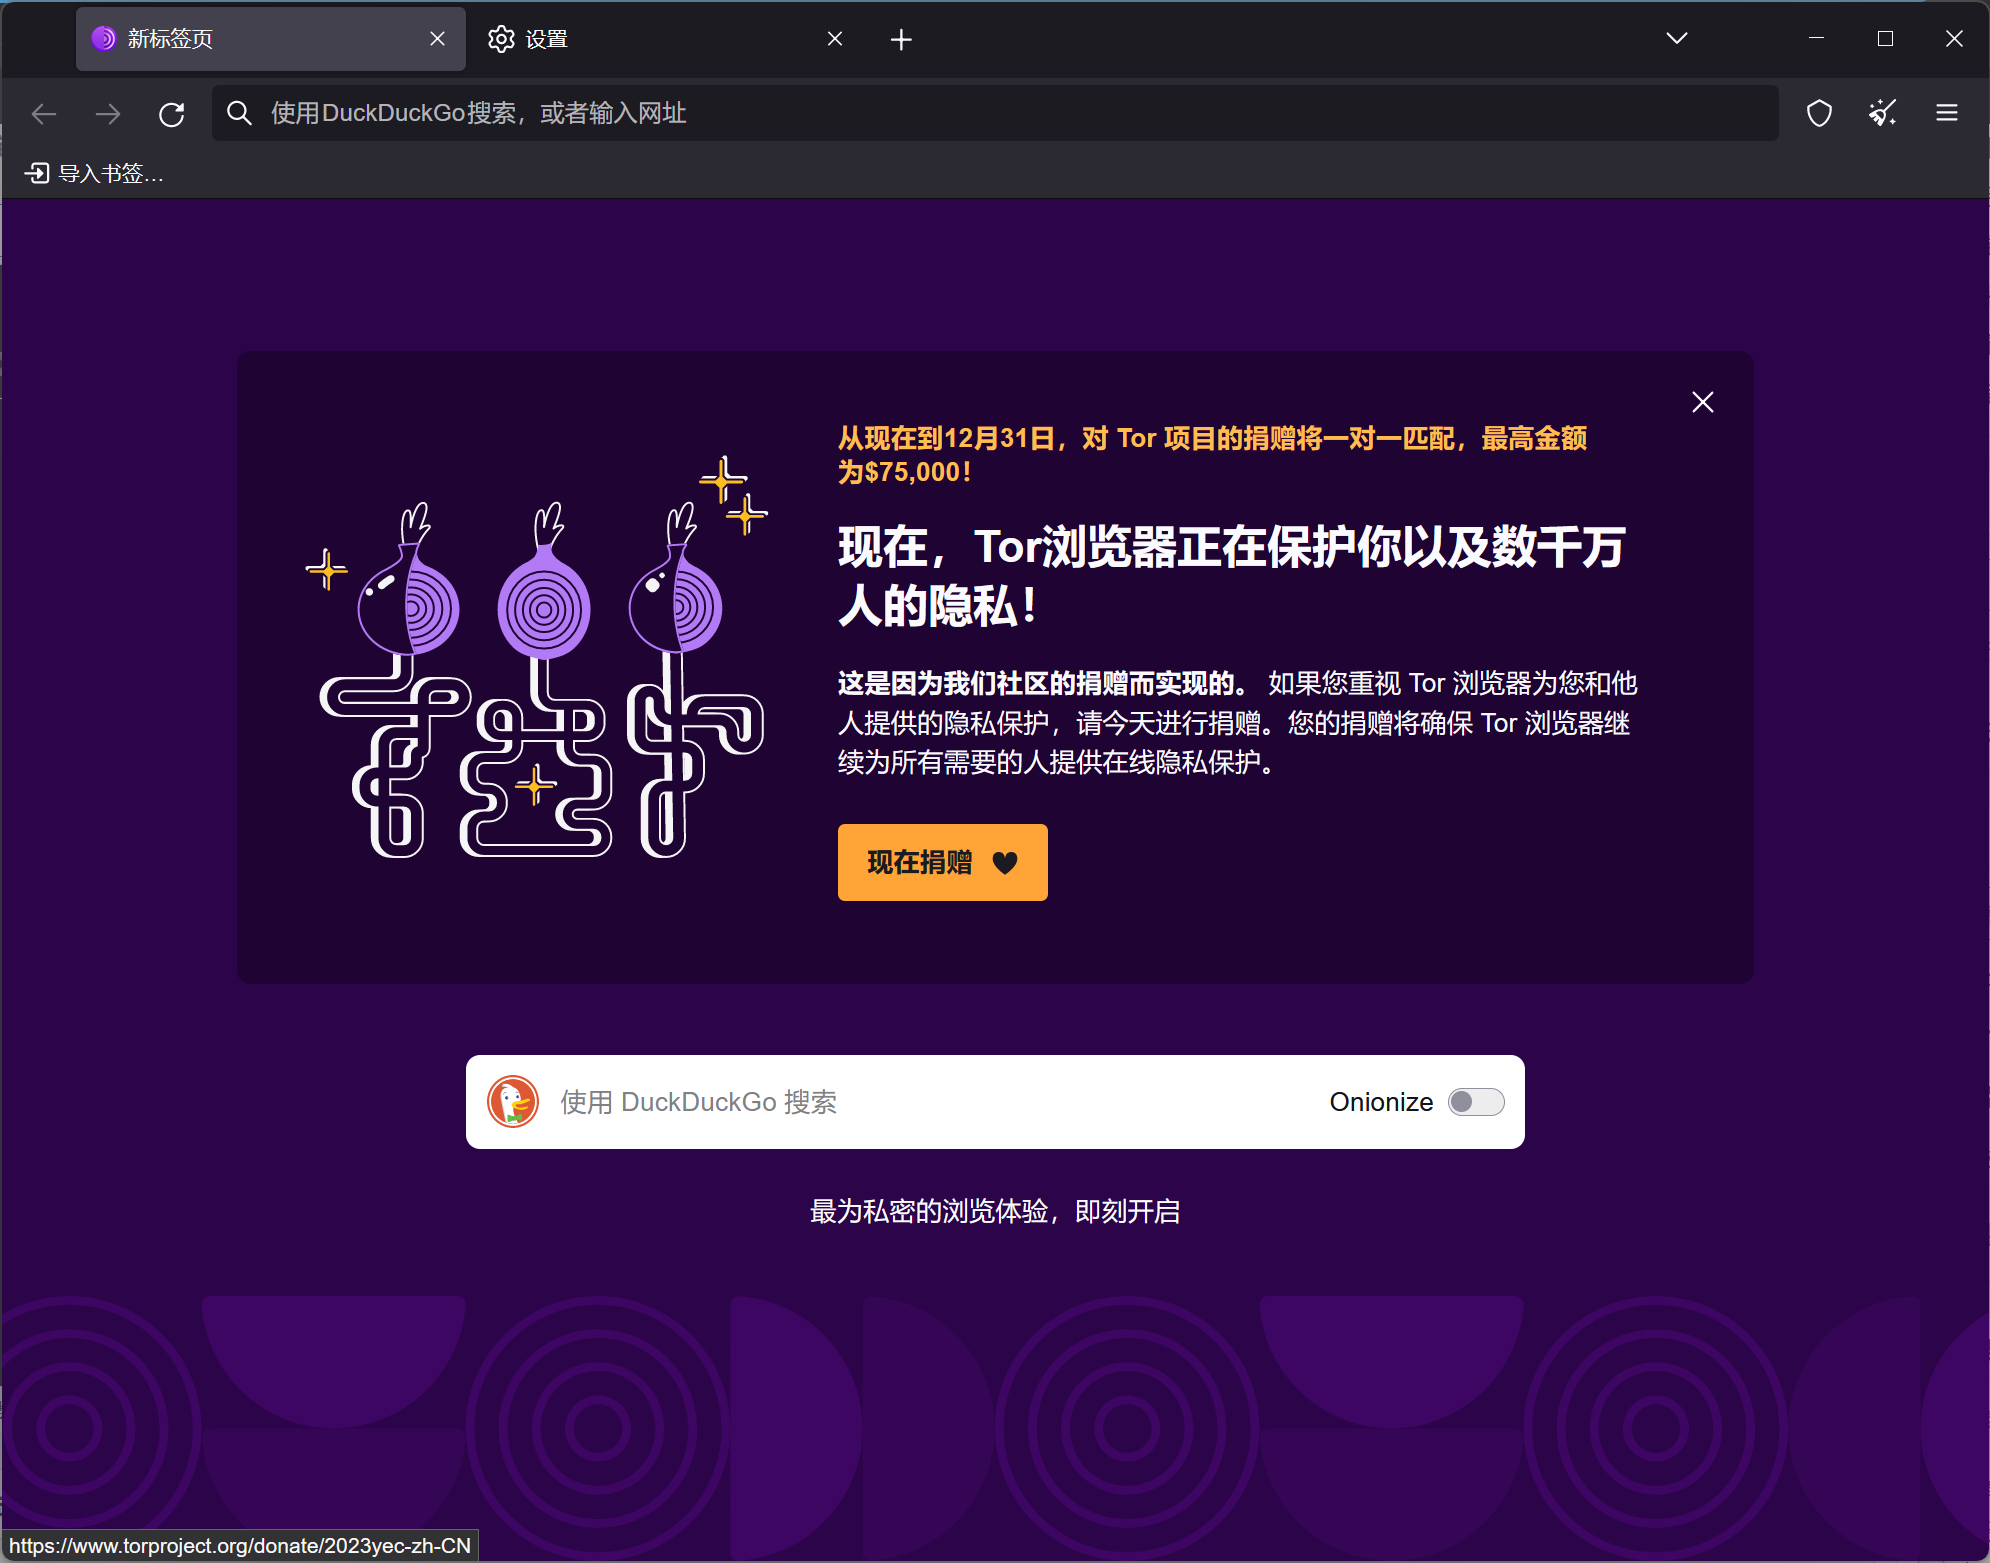 新标签页
设置
使用DuckDuckGo搜索，或者输入网址
导入书签…
从现在到12月31日，对 Tor 项目的捐赠将一对一匹配，最高金额
为$75,000！
现在，Tor浏览器正在保护你以及数千万
人的隐私！
这是因为我们社区的捐赠而实现的。 如果您重视 Tor 浏览器为您和他
人提供的隐私保护，请今天进行捐赠。您的捐赠将确保 Tor 浏览器继
续为所有需要的人提供在线隐私保护。
现在捐赠
使用 DuckDuckGo 搜索
Onionize
最为私密的浏览体验，即刻开启
https://www.torproject.org/donate/2023yec-zh-CN